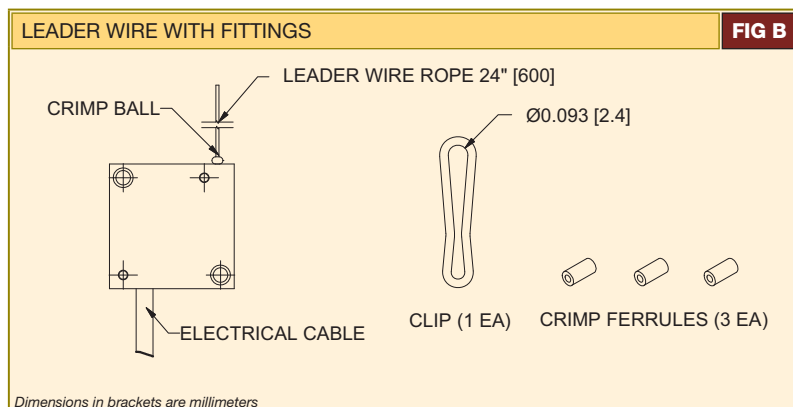 LEADER WIRE WITH FITTINGS
FIG B
LEADER WIRE ROPE 24" [600]
CRIMP BALL
Ø0.093 [2.4]
ELECTRICAL CABLE
CLIP (1 EA)
CRIMP FERRULES (3 EA)
Dimensions in brackets are millimeters